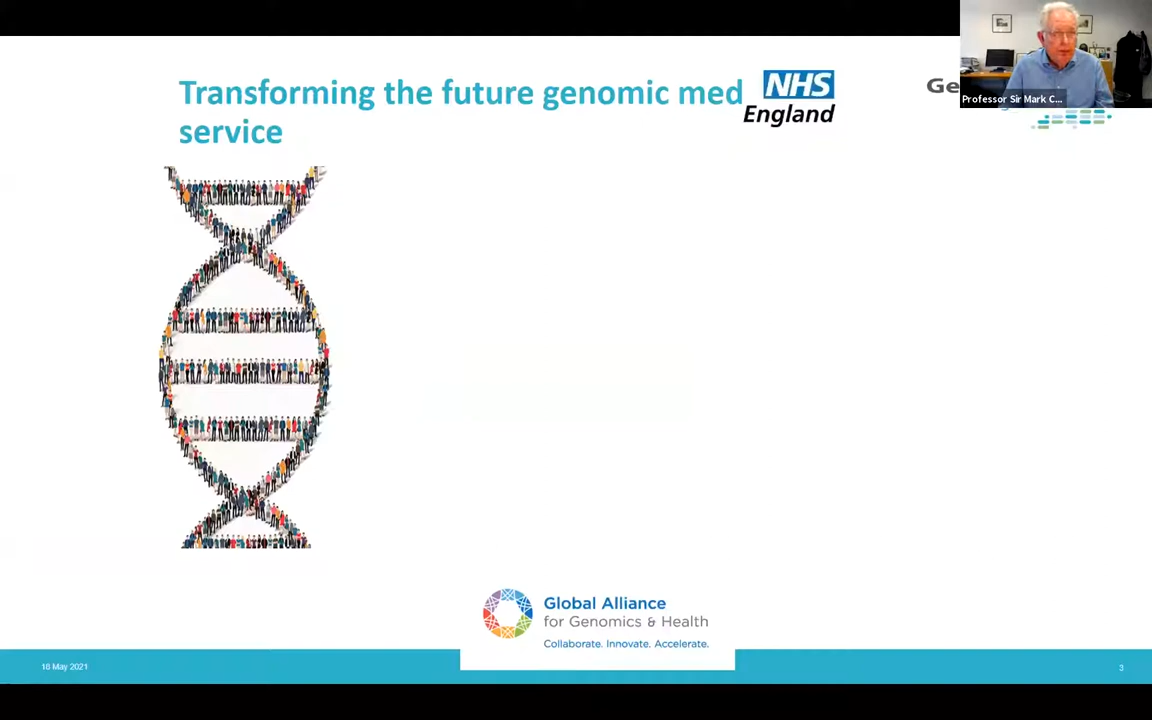 Transforming the future genomic med
service
NHS
England
Ge
Professor Sir Mark C...
Global Alliance
for Genomics & Health
Collaborate. Innovate. Accelerate.
18 May 2021
3